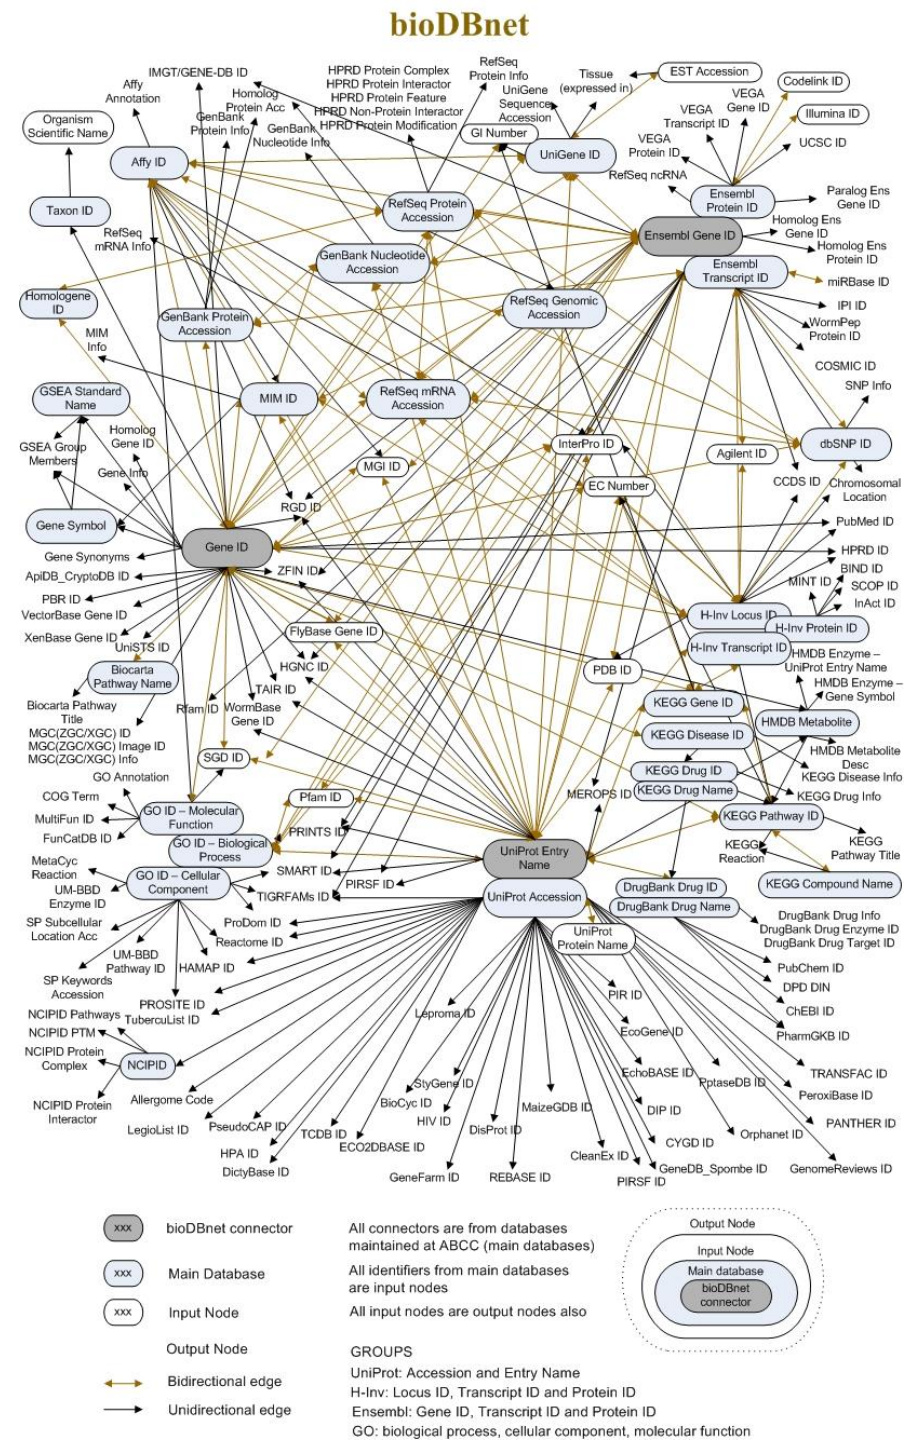 bioDBnet
IMGT/GENE-DB ID
Affy
Annotation
Homolog
Protein Acc
GenBank
Protein Info
GenBank
Nucleotide Info
HPRD Protein Complex
HPRD Protein Interactor
HPRD Protein Feature
HPRD Non-Protein Interactor
HPRD Protein Modification
RefSeq
Protein Info
UniGene
Sequence
Accession
GI Number
Tissue
(expressed in)
EST Accession
Codelink ID
VEGA
Gene ID
Illumina ID
VEGA
Transcript ID
UCSC ID
VEGA
Protein ID
RefSeq ncRNA
Organism
Scientific Name
Affy ID
UniGene ID
Taxon ID
RefSeq Protein
Accession
Ensembl
Protein ID
Paralog Ens
Gene ID
RefSeq
mRNA Info
Ensembl Gene ID
Homolog Ens
Gene ID
Homolog Ens
Protein ID
GenBank Nucleotide
Accession
Ensembl
Transcript ID
miRBase ID
Homologene
ID
GenBank Protein
Accession
RefSeq Genomic
Accession
IPI ID
WormPep
Protein ID
MIM
Info
COSMIC ID
SNP Info
GSEA Standard
Name
MIM ID
RefSeq mRNA
Accession
Homolog
Gene ID
GSEA Group
Members
Gene Info
InterPro ID
Agilent ID
dbSNP ID
MGI ID
EC Number
CCDS ID
Chromosomal
Location
RGD ID
Gene Symbol
PubMed ID
Gene ID
Gene Synonyms
HPRD ID
ApiDB_CryptoDB ID
ZFIN ID
BIND ID
MINT ID
SCOP ID
PBR ID
InAct ID
VectorBase Gene ID
H-Inv Locus ID
H-Inv Protein ID
XenBase Gene ID
FlyBase Gene ID
UniSTS ID
H-Inv Transcript ID
HMDB Enzyme –
UniProt Entry Name
Biocarta
Pathway Name
HGNC ID
PDB ID
HMDB Enzyme –
Gene Symbol
TAIR ID
KEGG Gene ID
Biocarta Pathway
Title
Rfam ID
WormBase
Gene ID
HMDB Metabolite
MGC(ZGC/XGC) ID
MGC(ZGC/XGC) Image ID
MGC(ZGC/XGC) Info
KEGG Disease ID
SGD ID
HMDB Metabolite
Desc
GO Annotation
KEGG Drug ID
KEGG Disease Info
KEGG Drug Name
COG Term
Pfam ID
MEROPS ID
KEGG Drug Info
MultiFun ID
GO ID – Molecular
Function
KEGG Pathway ID
FunCatDB ID
PRINTS ID
GO ID – Biological
Process
UniProt Entry
Name
KEGG
Reaction
KEGG
Pathway Title
MetaCyc
Reaction
SMART ID
PIRSF ID
GO ID – Cellular
Component
KEGG Compound Name
UM-BBD
Enzyme ID
TIGRFAMs ID
UniProt Accession
DrugBank Drug ID
DrugBank Drug Name
SP Subcellular
Location Acc
ProDom ID
DrugBank Drug Info
DrugBank Drug Enzyme ID
DrugBank Drug Target ID
Reactome ID
UniProt
Protein Name
UM-BBD
Pathway ID
HAMAP ID
PubChem ID
SP Keywords
Accession
DPD DIN
PROSITE ID
PIR ID
NCIPID Pathways
TubercuList ID
Leproma ID
ChEBI ID
NCIPID PTM
EcoGene ID
PharmGKB ID
NCIPID Protein
Complex
NCIPID
EchoBASE ID
TRANSFAC ID
StyGene ID
PptaseDB ID
PeroxiBase ID
Allergome Code
BioCyc ID
MaizeGDB ID
DIP ID
NCIPID Protein
Interactor
HIV ID
PANTHER ID
LegioList ID
PseudoCAP ID
TCDB ID
DisProt ID
Orphanet ID
ECO2DBASE ID
CYGD ID
HPA ID
CleanEx ID
GeneDB_Spombe ID
GenomeReviews ID
DictyBase ID
GeneFarm ID
REBASE ID
PIRSF ID
xxx
bioDBnet connector
All connectors are from databases
maintained at ABCC (main databases)
xxx
Main Database
All identifiers from main databases
are input nodes
xxx
Input Node
All input nodes are output nodes also
Output Node
Input Node
Main database
bioDBnet
connector
Output Node
Bidirectional edge
Unidirectional edge
GROUPS
UniProt: Accession and Entry Name
H-Inv: Locus ID, Transcript ID and Protein ID
Ensembl: Gene ID, Transcript ID and Protein ID
GO: biological process, cellular component, molecular function